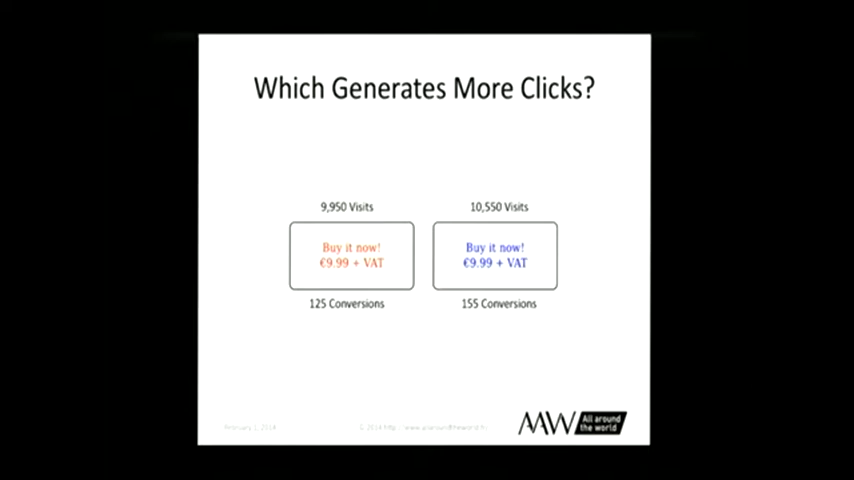 Which Generates More Clicks?
9,950 Visits
10,550 Visits
Buy it now!
€9.99 + VAT
Buy it now!
€9.99 + VAT
125 Conversions
155 Conversions
AAW All around
the world